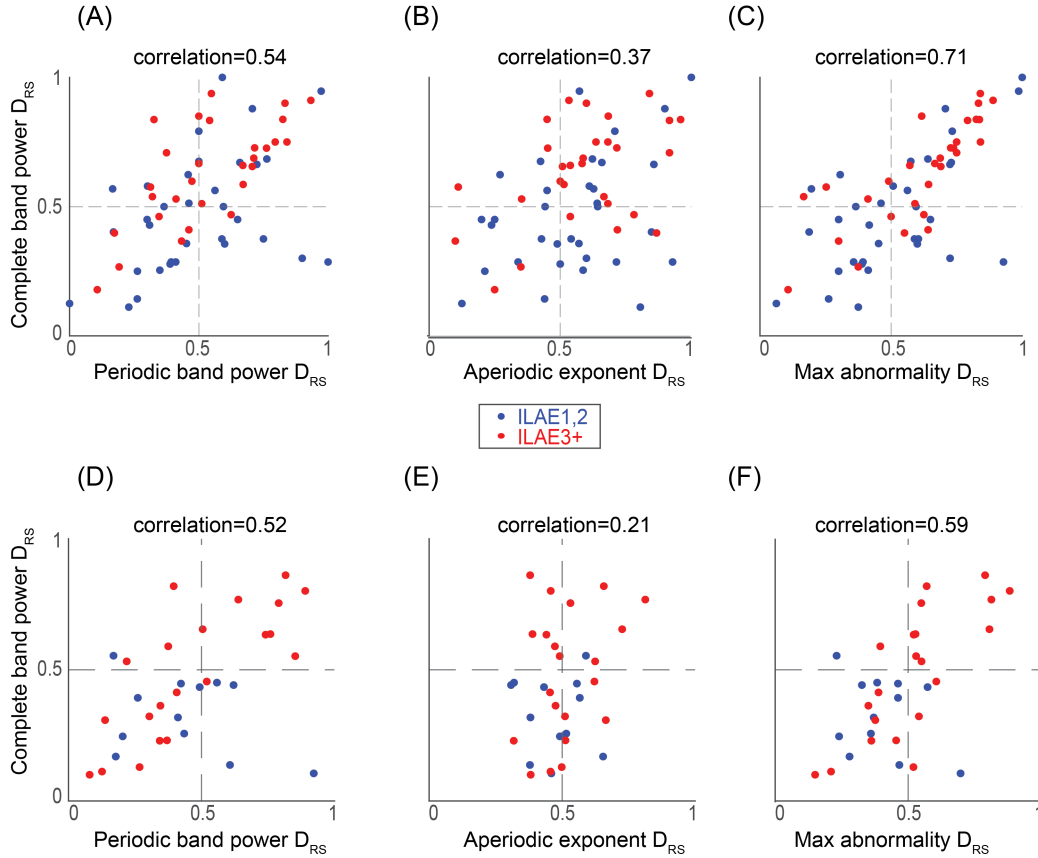 (A)
(B)
(C)
correlation=0.54
correlation=0.37
correlation=0.71
Complete band power DRS
1
0.5
0
0
0.5
1
0
0.5
1
0
0.5
1
Periodic band power DRS
Aperiodic exponent DRS
Max abnormality DRS
ILAE1,2
ILAE3+
(D)
(E)
(F)
correlation=0.52
correlation=0.21
correlation=0.59
Complete band power DRS
1
0.5
0
0
0.5
1
0
0.5
1
0
0.5
1
Periodic band power DRS
Aperiodic exponent DRS
Max abnormality DRS